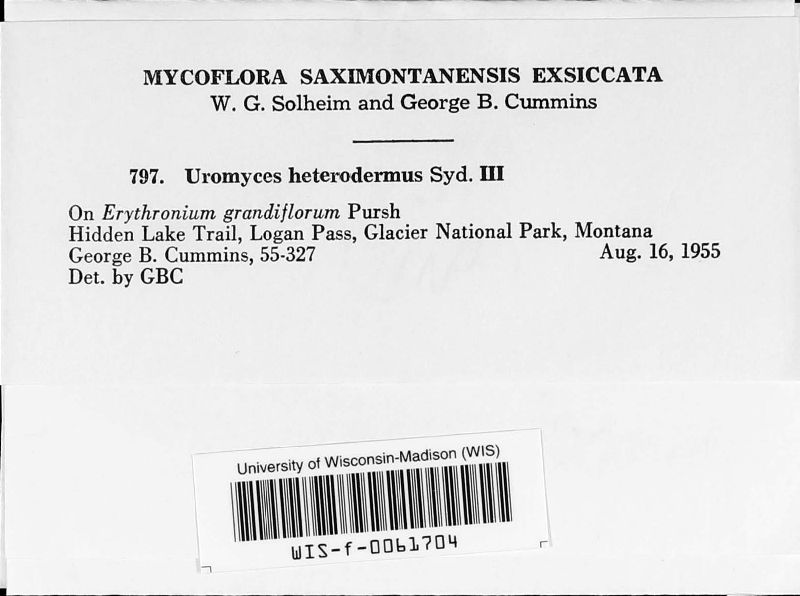 MYCOFLORA SAXIMONTANENSIS EXSICCATA
W. G. Solheim and George B. Cummins
797. Uromyces heterodermus Syd. III
On Erythronium grandiflorum Pursh
Hidden Lake Trail, Logan Pass, Glacier National Park, Montana
George B. Cummins, 55-327 Aug. 16, 1955
Det. by GBC
University of Wisconsin-Madison (WIS)
WIS-f-0061704